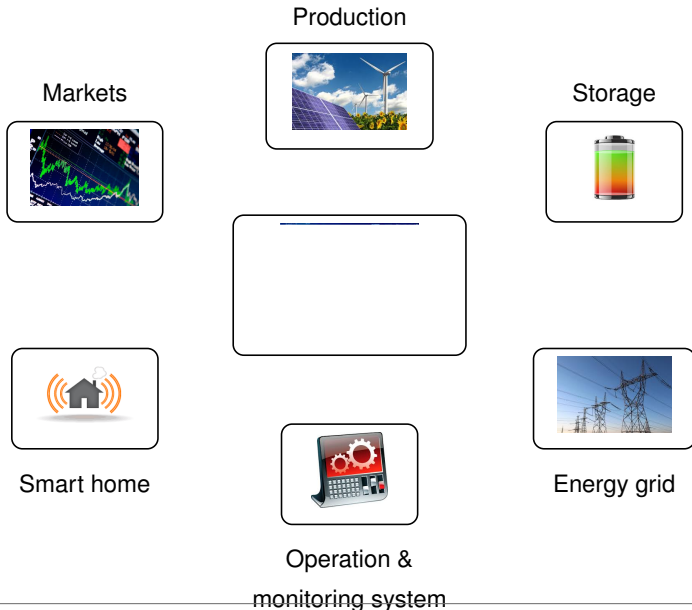 Production
Markets
Storage
Smart home
Energy grid
Operation &
monitoring system